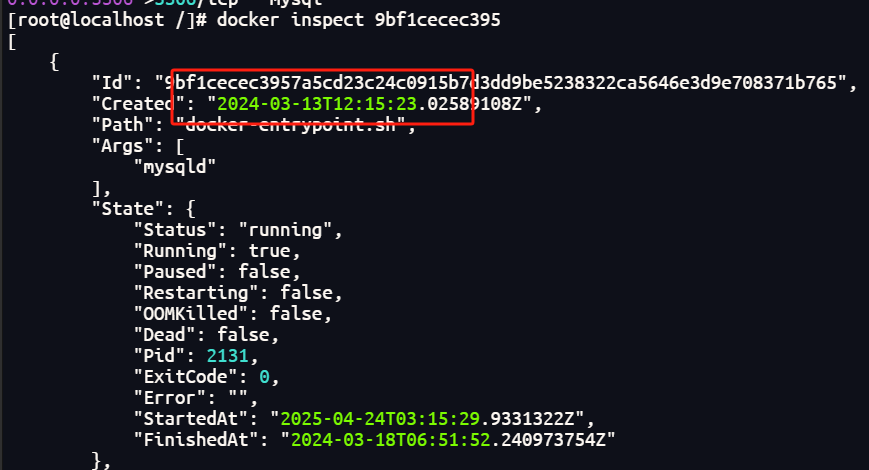 0.0.0.0:3306->3306/tcp   mysql
[root@localhost /]# docker inspect 9bf1cecec395
[
    {
        "Id": "9bf1cecec3957a5cd23c24c0915b7d3dd9be5238322ca5646e3d9e708371b765",
        "Created": "2024-03-13T12:15:23.02589108Z",
        "Path": "docker-entrypoint.sh",
        "Args": [
            "mysqld"
        ],
        "State": {
            "Status": "running",
            "Running": true,
            "Paused": false,
            "Restarting": false,
            "OOMKilled": false,
            "Dead": false,
            "Pid": 2131,
            "ExitCode": 0,
            "Error": "",
            "StartedAt": "2025-04-24T03:15:29.9331322Z",
            "FinishedAt": "2024-03-18T06:51:52.240973754Z"
        },